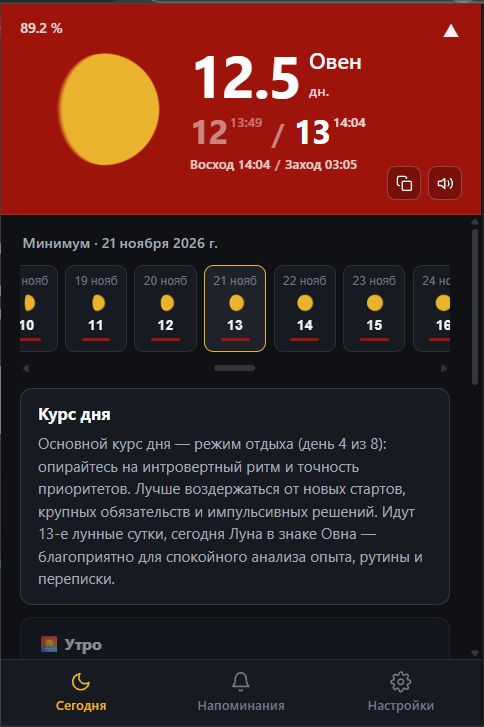 89.2 %
12.5 Овен
дн.
12 13:49 / 13 14:04
Восход 14:04 / Заход 03:05
Минимум · 21 ноября 2026 г.
нояб 19 нояб 20 нояб 21 нояб 22 нояб 23 нояб 24 но
10 11 12 13 14 15 16
Курс дня
Основной курс дня — режим отдыха (день 4 из 8):
опирайтесь на интровертный ритм и точность
приоритетов. Лучше воздержаться от новых стартов,
крупных обязательств и импульсивных решений. Идут
13-е лунные сутки, сегодня Луна в знаке Овна —
благоприятно для спокойного анализа опыта, рутины и
переписки.
Утро
Сегодня Напоминания Настройки